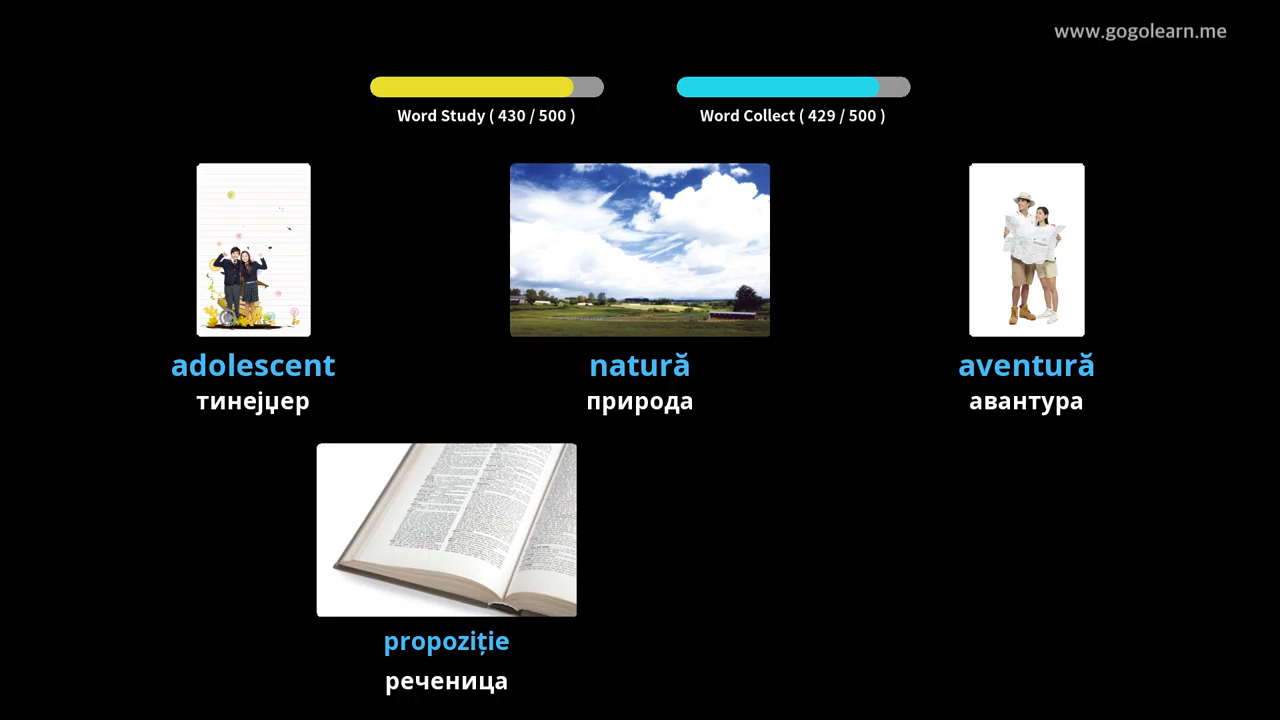 www.gogolearn.me
Word Study ( 430 / 500 )
Word Collect ( 429 / 500 )
adolescent
тинејџер
natură
природа
aventură
авантура
propoziție
реченица